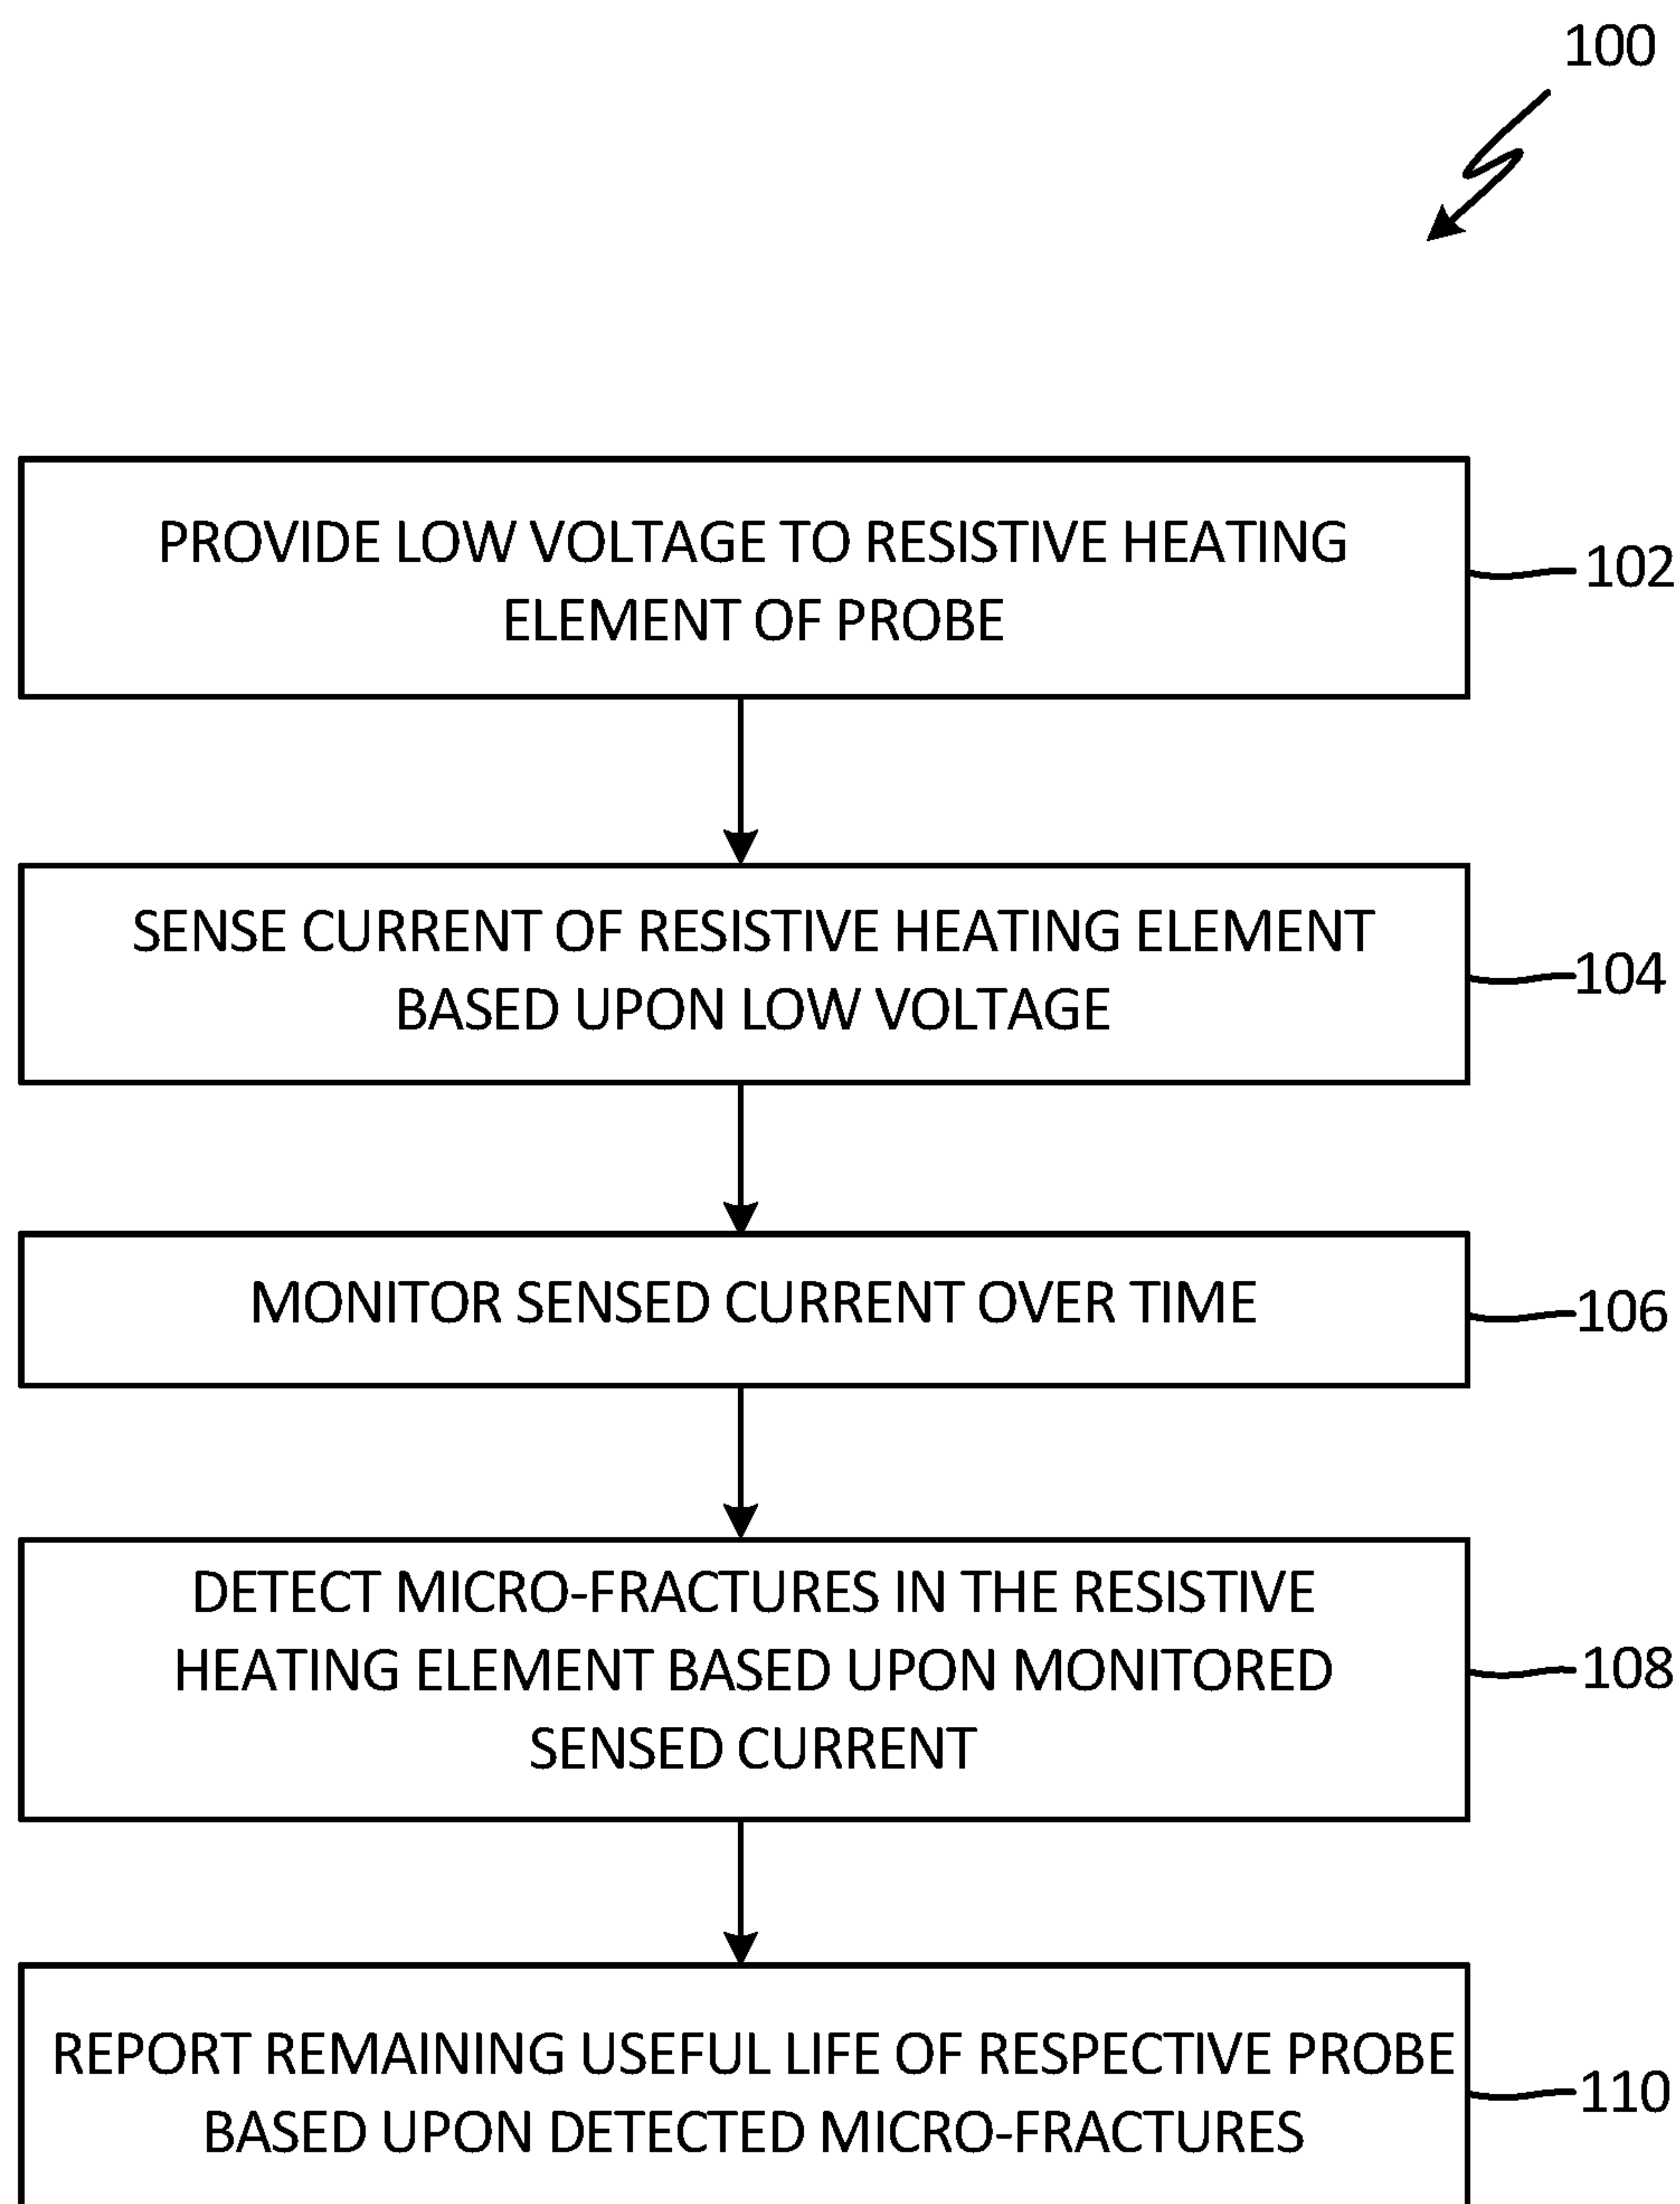 100
PROVIDE LOW VOLTAGE TO RESISTIVE HEATING
ELEMENT OF PROBE
102
SENSE CURRENT OF RESISTIVE HEATING ELEMENT
BASED UPON LOW VOLTAGE
104
MONITOR SENSED CURRENT OVER TIME
106
DETECT MICRO-FRACTURES IN THE RESISTIVE
HEATING ELEMENT BASED UPON MONITORED
SENSED CURRENT
108
REPORT REMAINING USEFUL LIFE OF RESPECTIVE PROBE
BASED UPON DETECTED MICRO-FRACTURES
110